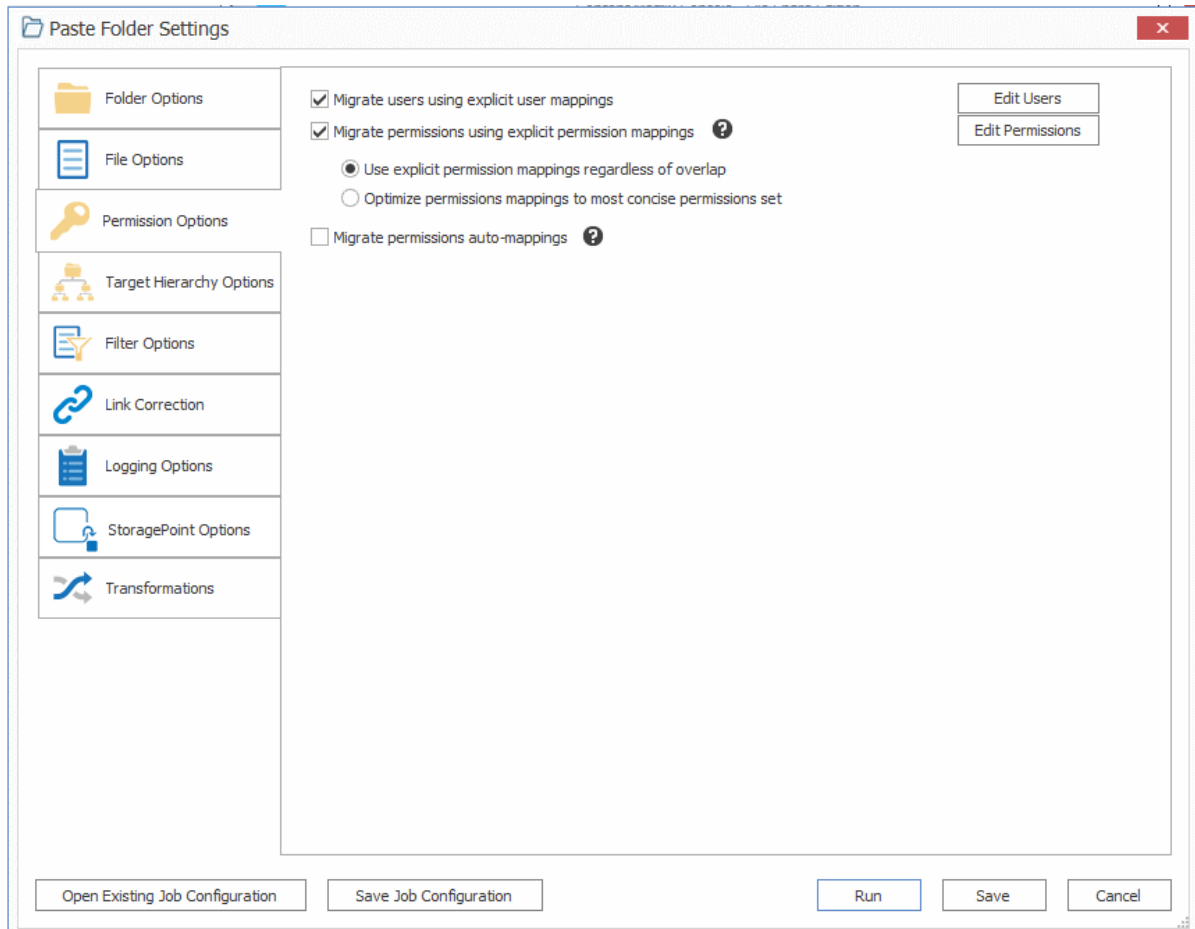 Paste Folder Settings
Folder Options
File Options
Permission Options
Target Hierarchy Options
Filter Options
Link Correction
Logging Options
StoragePoint Options
Transformations
Migrate users using explicit user mappings
Edit Users
Migrate permissions using explicit permission mappings ?
Edit Permissions
Use explicit permission mappings regardless of overlap
Optimize permissions mappings to most concise permissions set
Migrate permissions auto-mappings ?
Open Existing Job Configuration
Save Job Configuration
Run
Save
Cancel